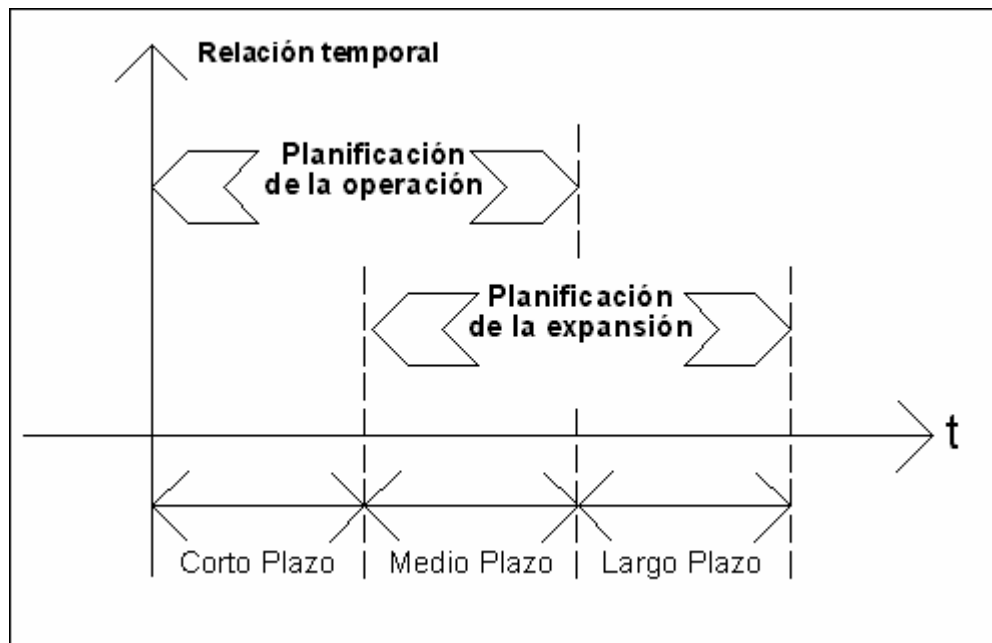 Relación temporal
Planificación
de la operación
Planificación
de la expansión
t
Corto Plazo
Medio Plazo
Largo Plazo